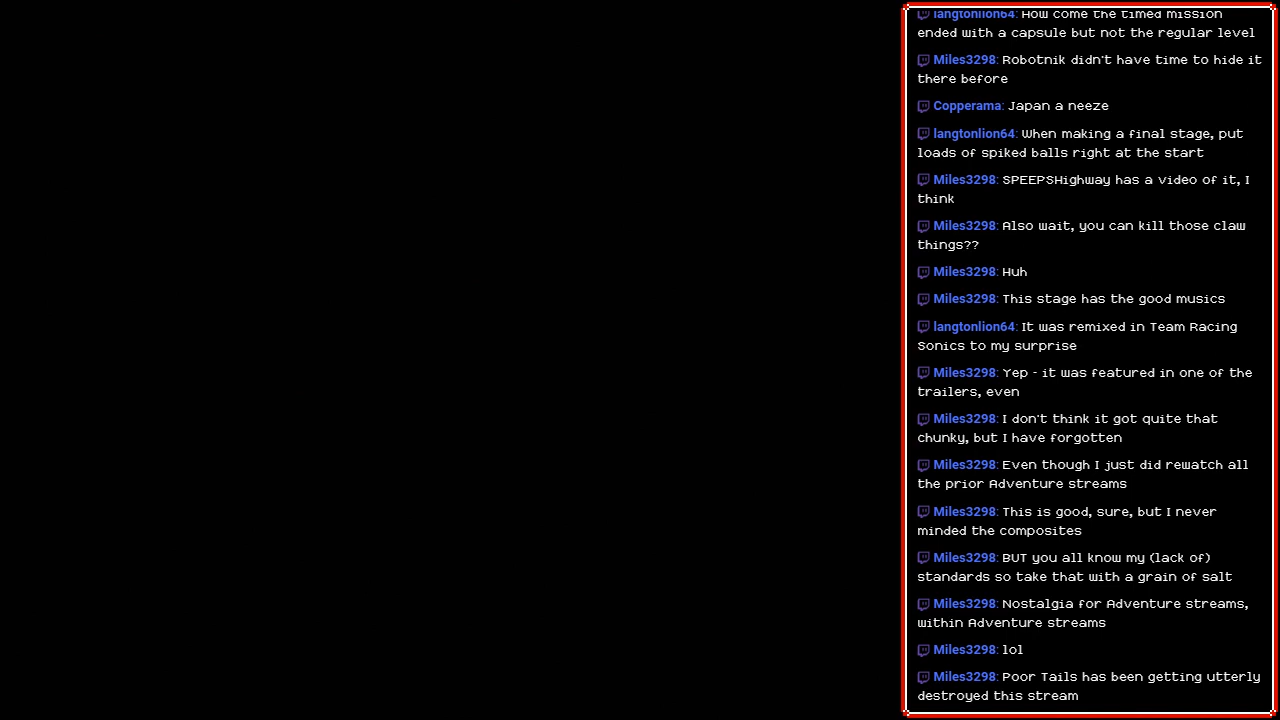 langtonlion64: How come the timed mission
ended with a capsule but not the regular level
Miles3298: Robotnik didn't have time to hide it
there before
Copperama: Japan a neeze
langtonlion64: When making a final stage, put
loads of spiked balls right at the start
Miles3298: SPEEPSHighway has a video of it, I
think
Miles3298: Also wait, you can kill those claw
things??
Miles3298: Huh
Miles3298: This stage has the good musics
langtonlion64: It was remixed in Team Racing
Sonics to my surprise
Miles3298: Yep - it was featured in one of the
trailers, even
Miles3298: I don't think it got quite that
chunky, but I have forgotten
Miles3298: Even though I just did rewatch all
the prior Adventure streams
Miles3298: This is good, sure, but I never
minded the composites
Miles3298: BUT you all know my (lack of)
standards so take that with a grain of salt
Miles3298: Nostalgia for Adventure streams,
within Adventure streams
Miles3298: lol
Miles3298: Poor Tails has been getting utterly
destroyed this stream